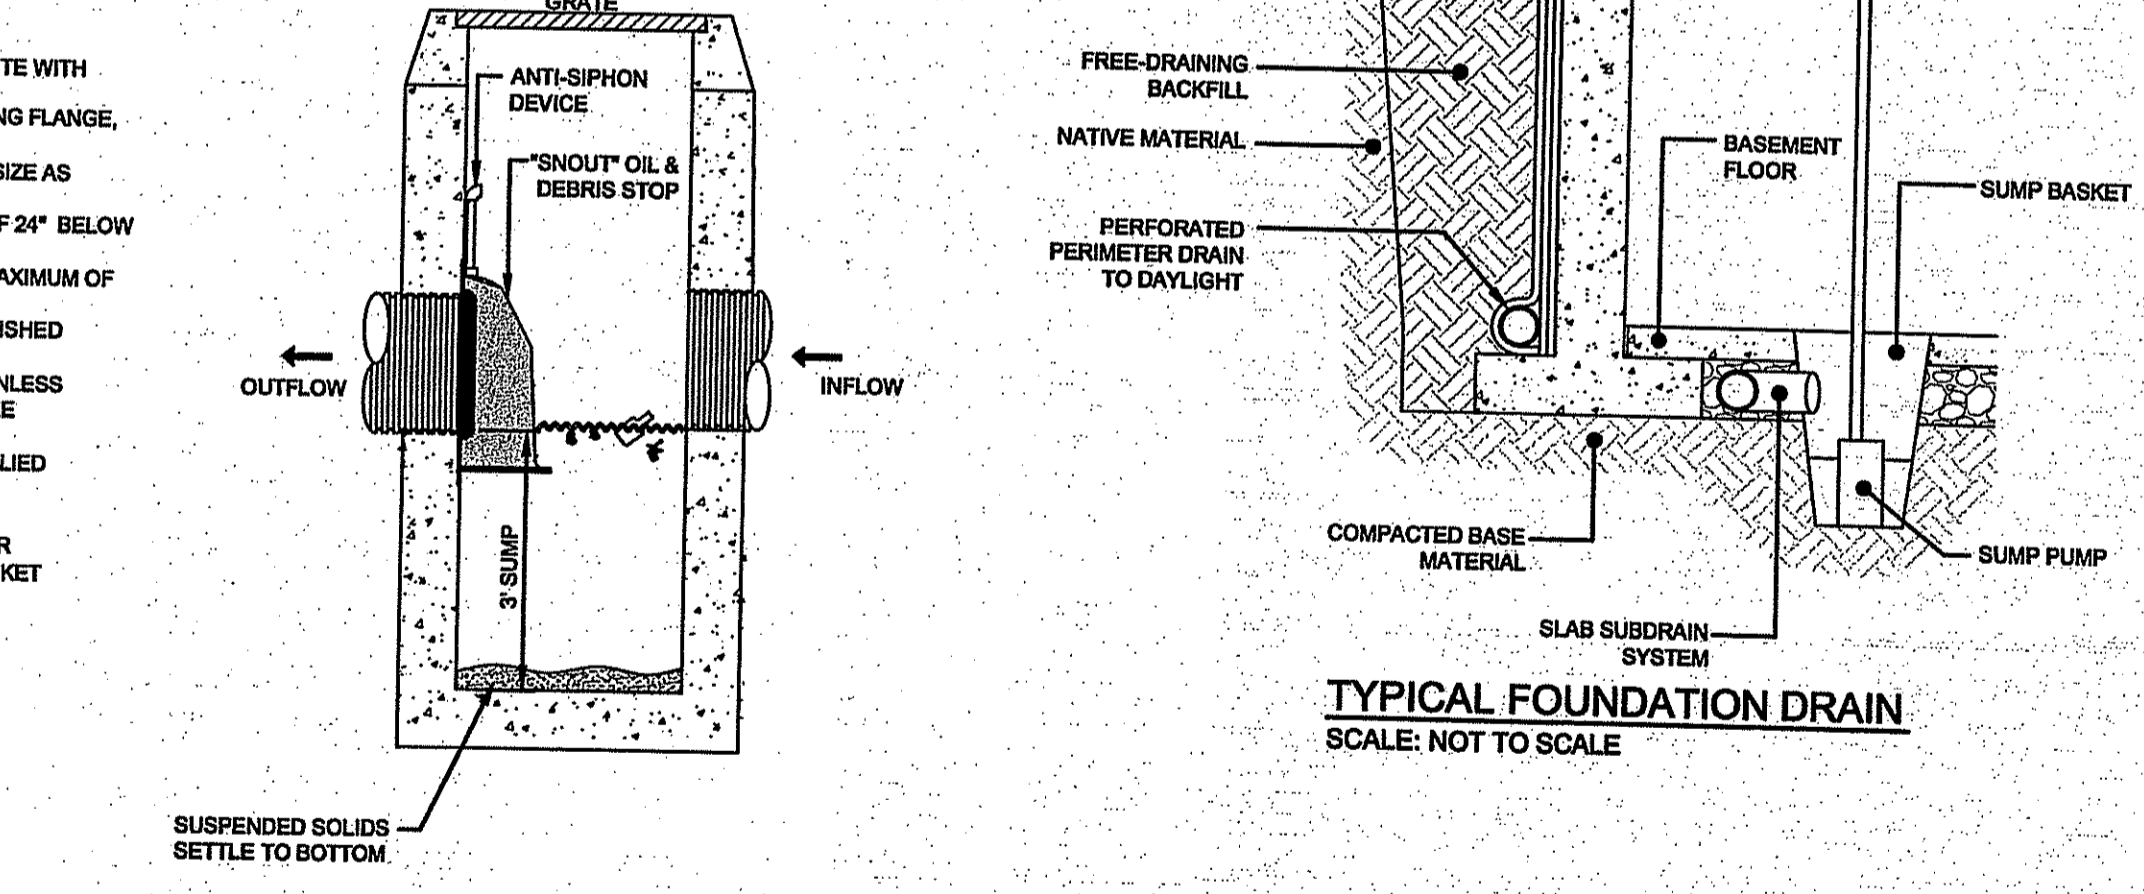 TE WITH
NG FLANGE,
SIZE AS
F 24" BELOW
AXIMUM OF
ISHED
NLESS
E
LIED
R
KET
GRATE
ANTI-SIPHON
DEVICE
"SNOUT" OIL &
DEBRIS STOP
OUTFLOW
INFLOW
3' SUMP
SUSPENDED SOLIDS
SETTLE TO BOTTOM
FREE-DRAINING
BACKFILL
NATIVE MATERIAL
PERFORATED
PERIMETER DRAIN
TO DAYLIGHT
BASEMENT
FLOOR
SUMP BASKET
COMPACTED BASE
MATERIAL
SUMP PUMP
SLAB SUBDRAIN
SYSTEM
TYPICAL FOUNDATION DRAIN
SCALE: NOT TO SCALE